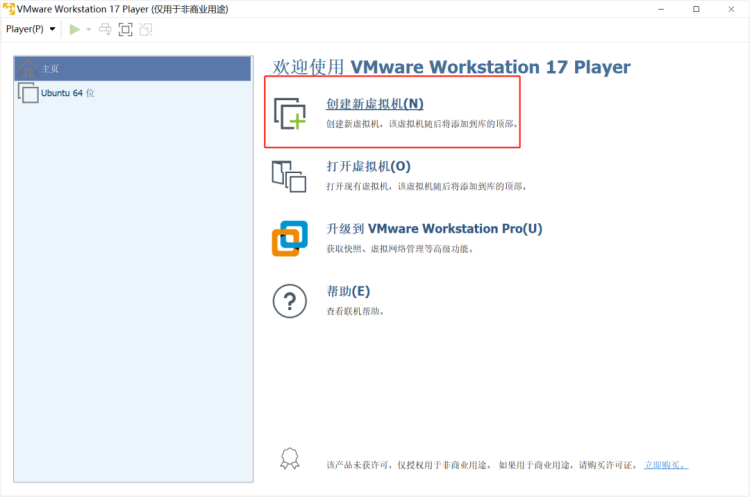 VMware Workstation 17 Player (仅用于非商业用途)
Player(P)
主页
Ubuntu 64 位
欢迎使用 VMware Workstation 17 Player
创建新虚拟机(N)
创建新虚拟机，该虚拟机随后将添加到库的顶部。
打开虚拟机(O)
打开现有虚拟机，该虚拟机随后将添加到库的顶部。
升级到 VMware Workstation Pro(U)
获取快照、虚拟网络管理等高级功能。
帮助(E)
查看联机帮助。
该产品未获许可，仅授权用于非商业用途。 如果用于商业用途，请购买许可证。 立即购买。